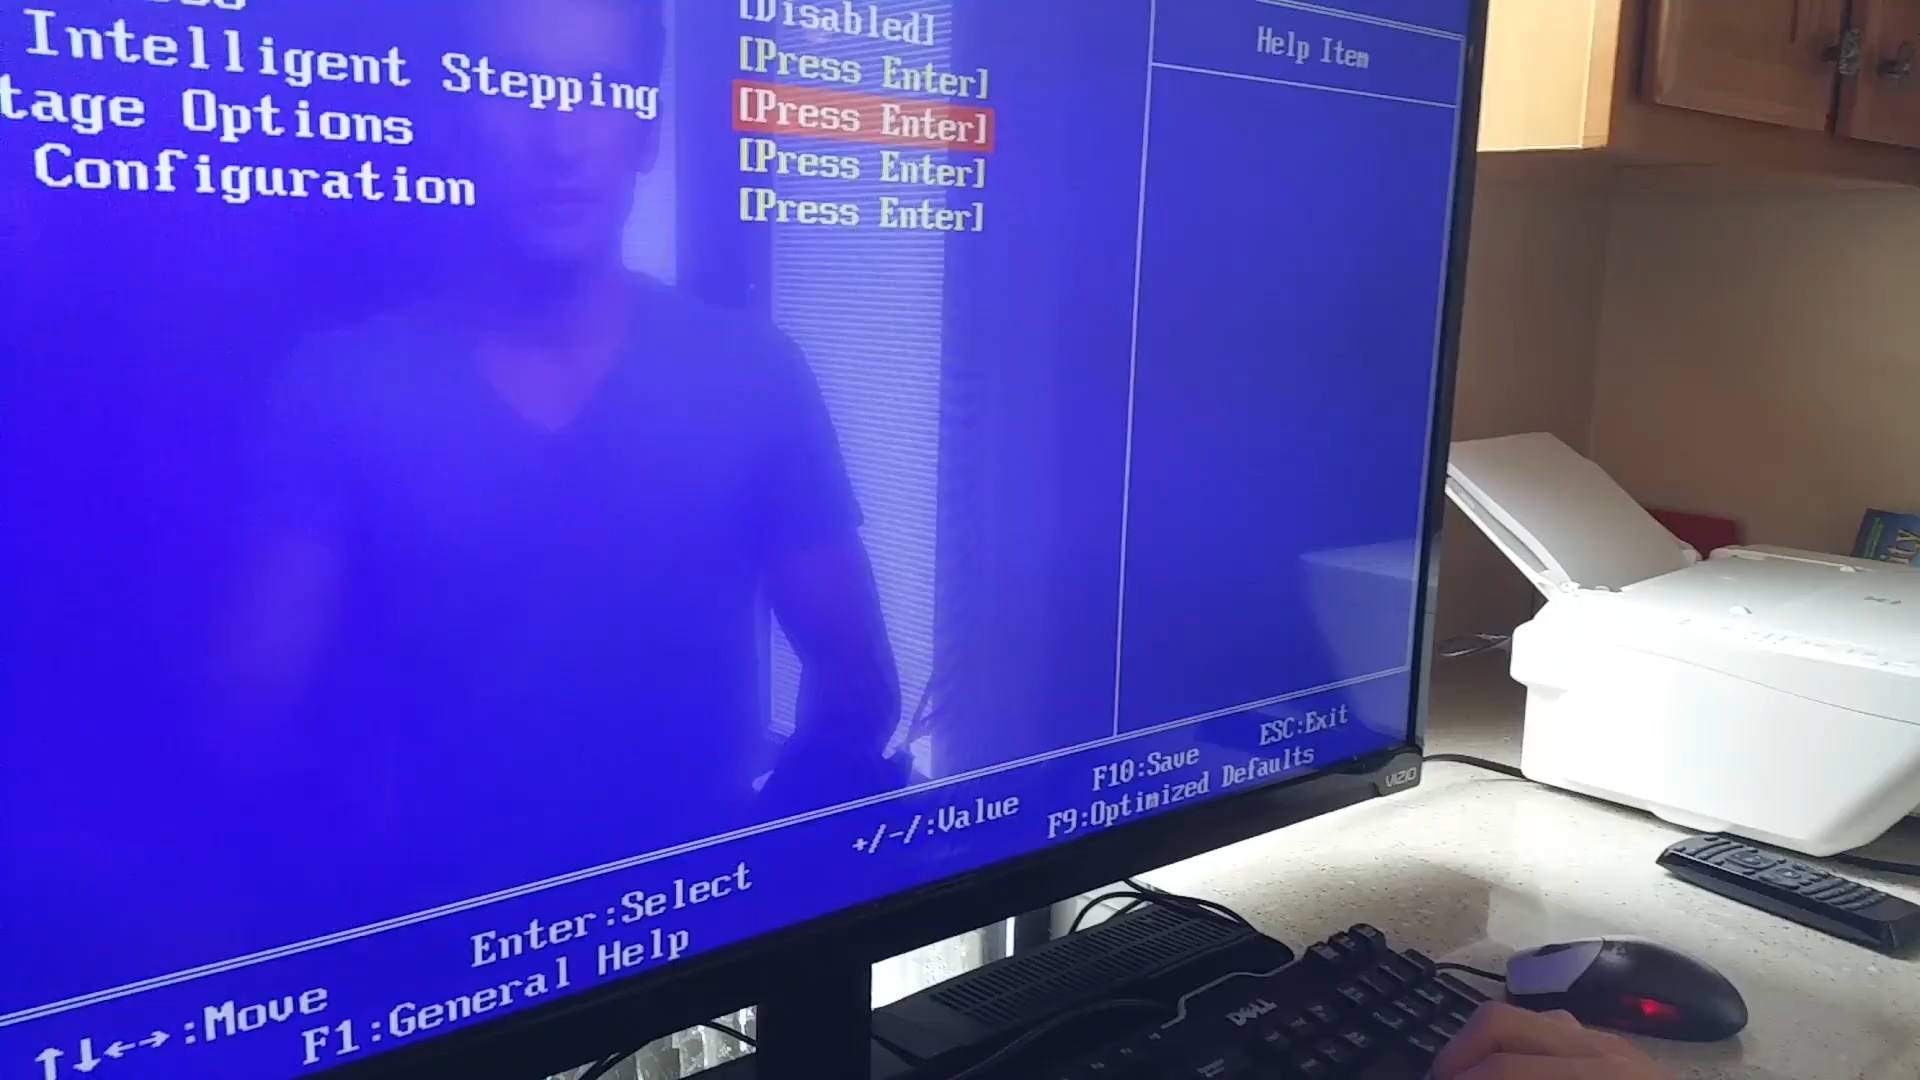 [Disabled]
Intelligent Stepping [Press Enter]
tage Options [Press Enter]
Configuration [Press Enter]
[Press Enter]
Help Item
↑↓←→:Move Enter:Select +/-/:Value F10:Save ESC:Exit
F1:General Help F9:Optimized Defaults
VIZIO
DELL